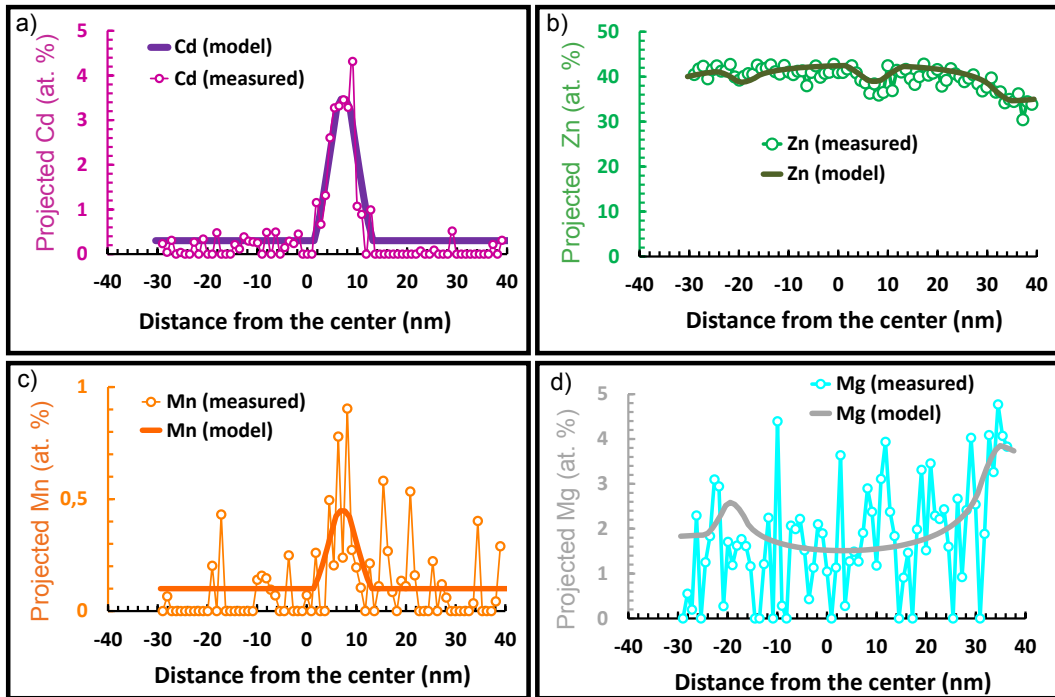 a)
Projected Cd (at. %)
5
4
3
2
1
0
Cd (model)
Cd (measured)
-40 -30 -20 -10 0 10 20 30 40
Distance from the center (nm)
b)
Projected Zn (at. %)
50
40
30
20
10
0
Zn (measured)
Zn (model)
-40 -30 -20 -10 0 10 20 30 40
Distance from the center (nm)
c)
Projected Mn (at. %)
1
0,5
0
Mn (measured)
Mn (model)
-40 -30 -20 -10 0 10 20 30 40
Distance from the center (nm)
d)
Projected Mg (at. %)
5
4
3
2
1
0
Mg (measured)
Mg (model)
-40 -30 -20 -10 0 10 20 30 40
Distance from the center (nm)